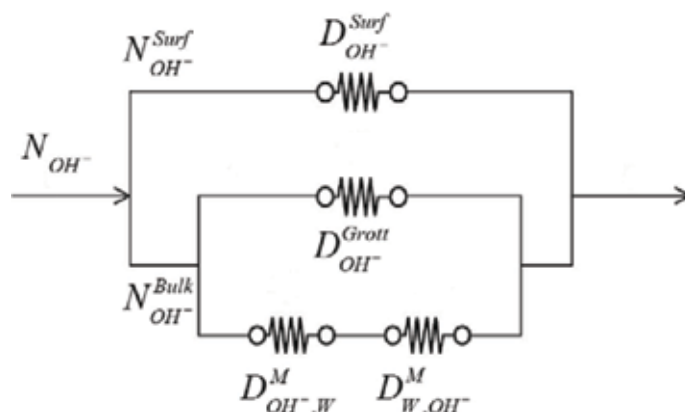 N_{OH^-}^{Surf}
D_{OH^-}^{Surf}
N_{OH^-}
D_{OH^-}^{Grott}
N_{OH^-}^{Bulk}
D_{OH^-,W}^{M}
D_{W,OH^-}^{M}